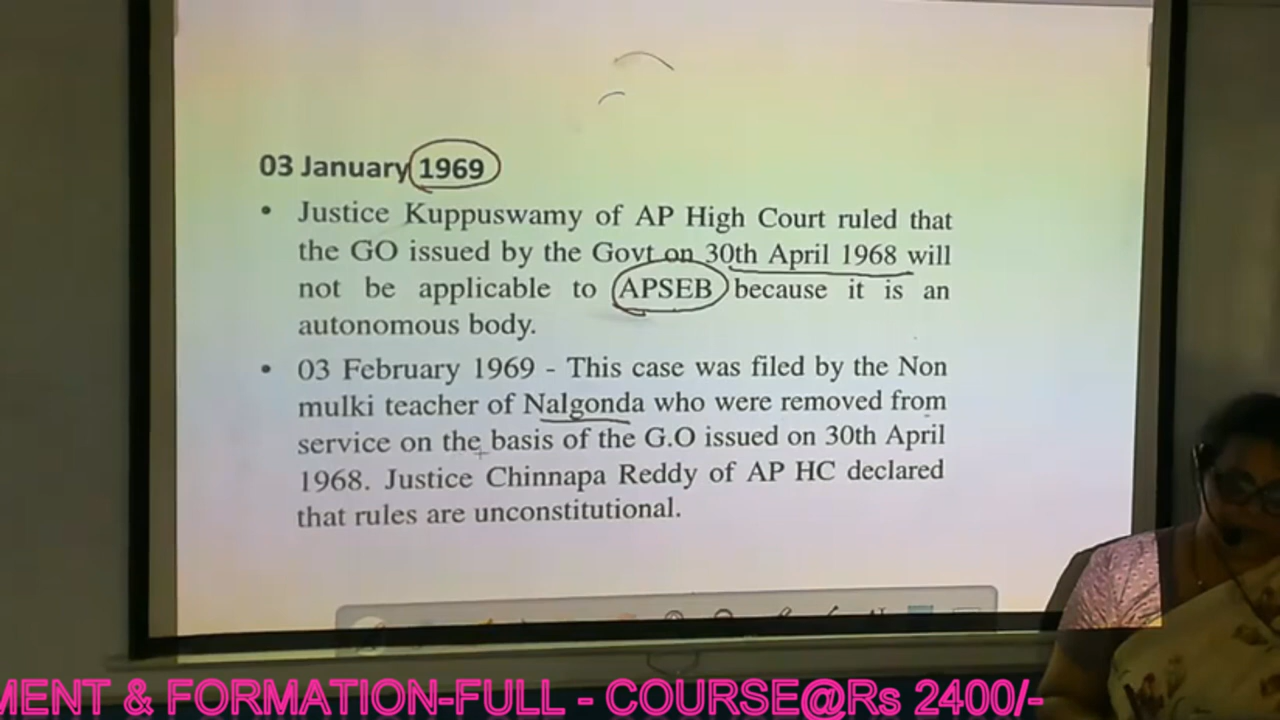 03 January 1969
• Justice Kuppuswamy of AP High Court ruled that
the GO issued by the Govt on 30th April 1968 will
not be applicable to APSEB because it is an
autonomous body.
• 03 February 1969 - This case was filed by the Non
mulki teacher of Nalgonda who were removed from
service on the basis of the G.O issued on 30th April
1968. Justice Chinnapa Reddy of AP HC declared
that rules are unconstitutional.
MENT & FORMATION-FULL - COURSE@Rs 2400/-